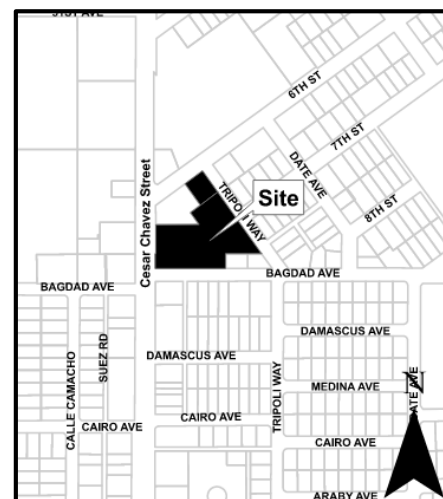 51ST AVE
6TH ST
7TH ST
DATE AVE
8TH ST
TRIPOLI WAY
Site
Cesar Chavez Street
BAGDAD AVE
BAGDAD AVE
DAMASCUS AVE
DAMASCUS AVE
SUEZ RD
CALLE CAMACHO
TRIPOLI WAY
MEDINA AVE
N
CAIRO AVE
CAIRO AVE
CAIRO AVE
ARABY AVE